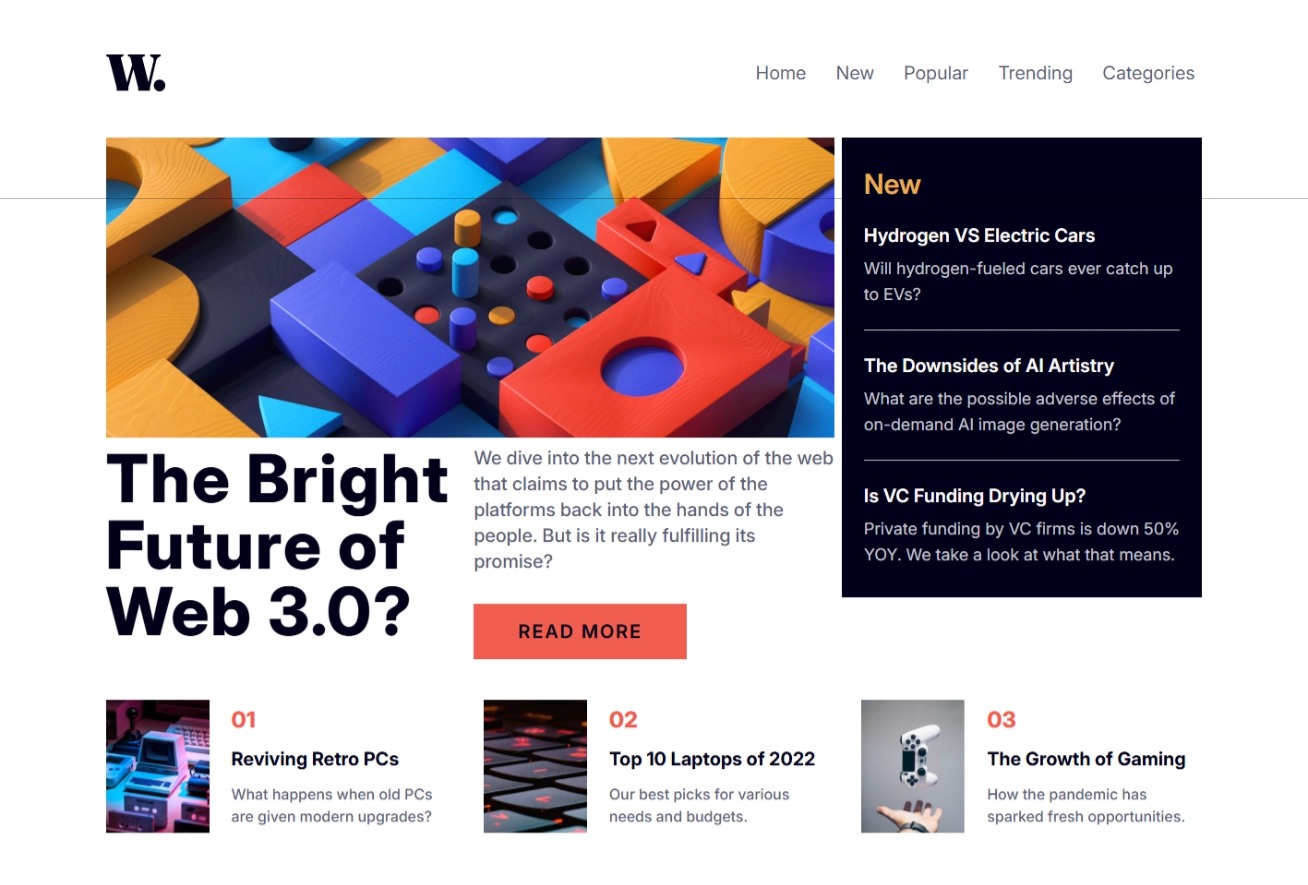 W.
Home New Popular Trending Categories
The Bright
Future of
Web 3.0?
We dive into the next evolution of the web
that claims to put the power of the
platforms back into the hands of the
people. But is it really fulfilling its
promise?
READ MORE
New
Hydrogen VS Electric Cars
Will hydrogen-fueled cars ever catch up
to EVs?
The Downsides of AI Artistry
What are the possible adverse effects of
on-demand AI image generation?
Is VC Funding Drying Up?
Private funding by VC firms is down 50%
YOY. We take a look at what that means.
01
Reviving Retro PCs
What happens when old PCs
are given modern upgrades?
02
Top 10 Laptops of 2022
Our best picks for various
needs and budgets.
03
The Growth of Gaming
How the pandemic has
sparked fresh opportunities.